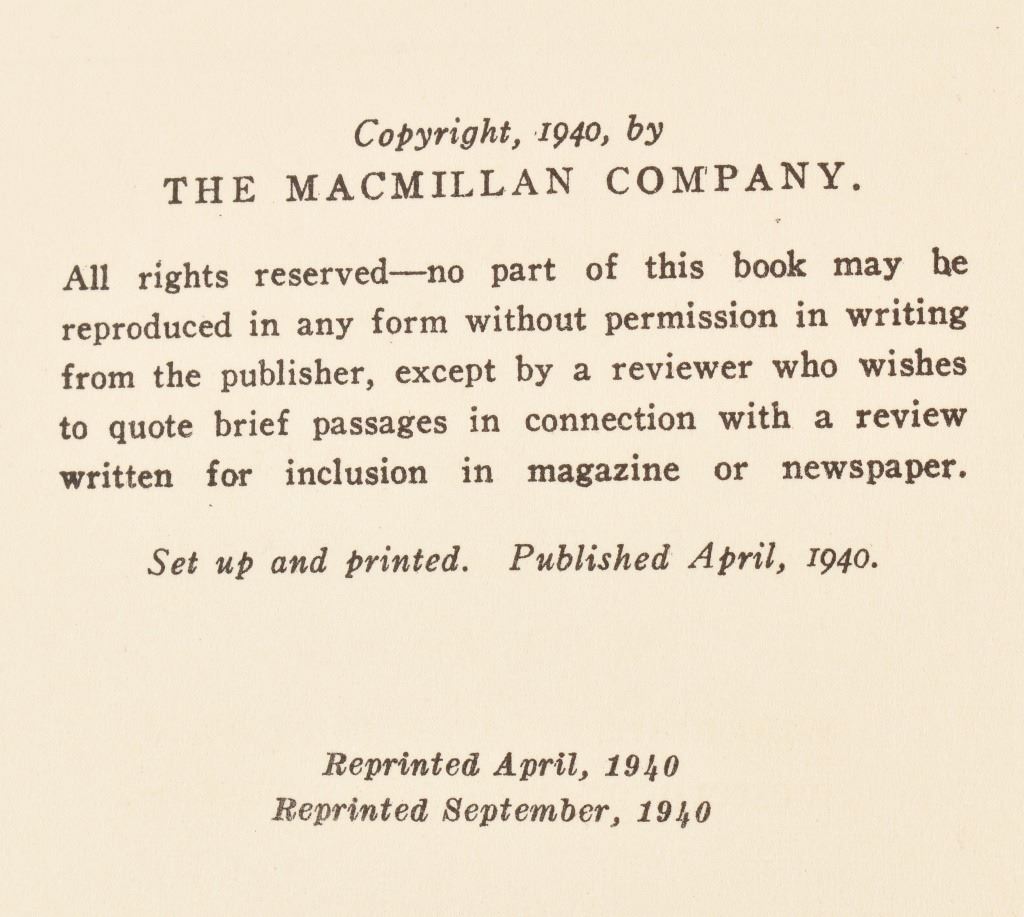 Copyright, 1940, by
THE MACMILLAN COMPANY.
All rights reserved—no part of this book may be
reproduced in any form without permission in writing
from the publisher, except by a reviewer who wishes
to quote brief passages in connection with a review
written for inclusion in magazine or newspaper.
Set up and printed. Published April, 1940.
Reprinted April, 1940
Reprinted September, 1940